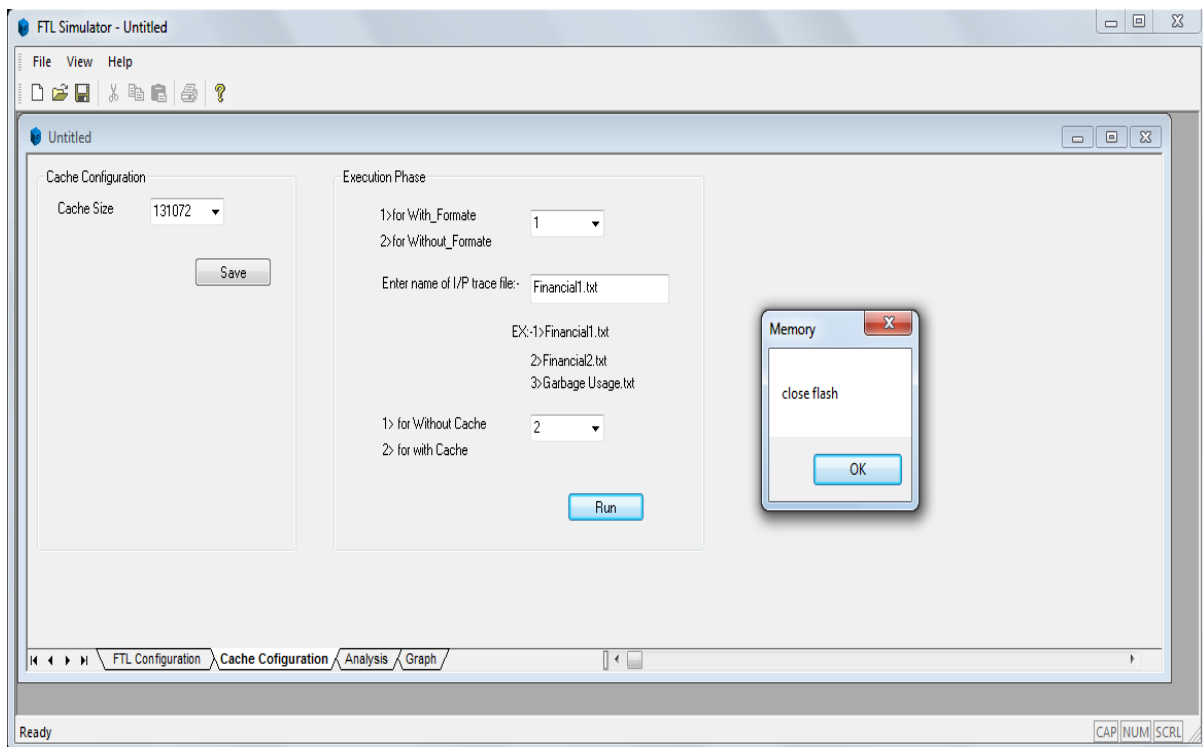 FTL Simulator - Untitled
File View Help
Untitled
Cache Configuration
Cache Size 131072
Save
Execution Phase
1>for With_Formate
2>for Without_Formate
1
Enter name of I/P trace file:- Financial1.txt
EX:-1>Financial1.txt
2>Financial2.txt
3>Garbage Usage.txt
1> for Without Cache
2> for with Cache
2
Run
Memory
close flash
OK
FTL Configuration Cache Cofiguration Analysis Graph
Ready CAP NUM SCRL